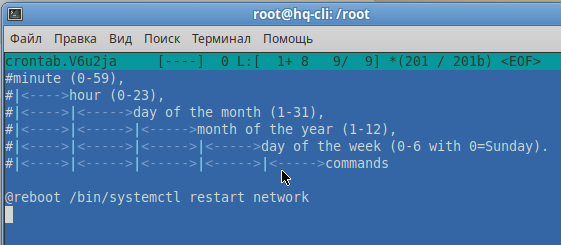 root@hq-cli: /root
Файл Правка Вид Поиск Терминал Помощь
crontab.V6u2ja [----] 0 L:[ 1+ 8 9/ 9] *(201 / 201b) <EOF>
#minute (0-59),
#|<---->hour (0-23),
#|<---->|<----->day of the month (1-31),
#|<---->|<----->|<----->month of the year (1-12),
#|<---->|<----->|<----->|<----->day of the week (0-6 with 0=Sunday).
#|<---->|<----->|<----->|<----->|<----->commands
@reboot /bin/systemctl restart network